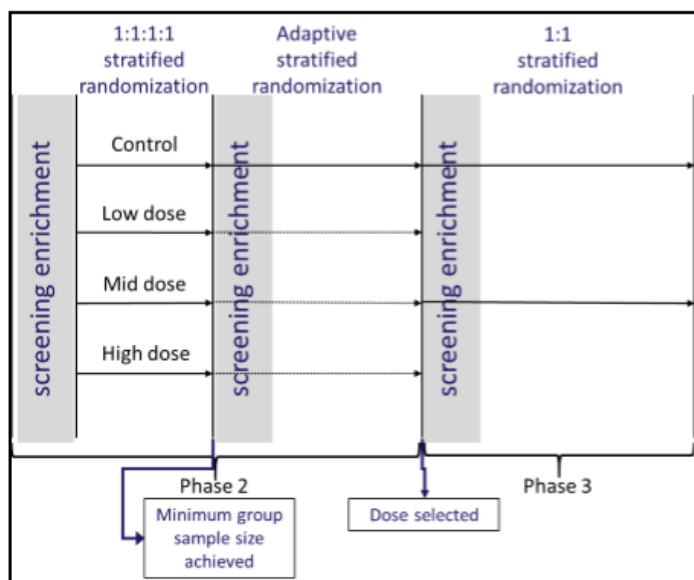 1:1:1:1
stratified
randomization
Adaptive
stratified
randomization
1:1
stratified
randomization
screening enrichment
screening enrichment
screening enrichment
Control
Low dose
Mid dose
High dose
Phase 2
Phase 3
Minimum group
sample size
achieved
Dose selected